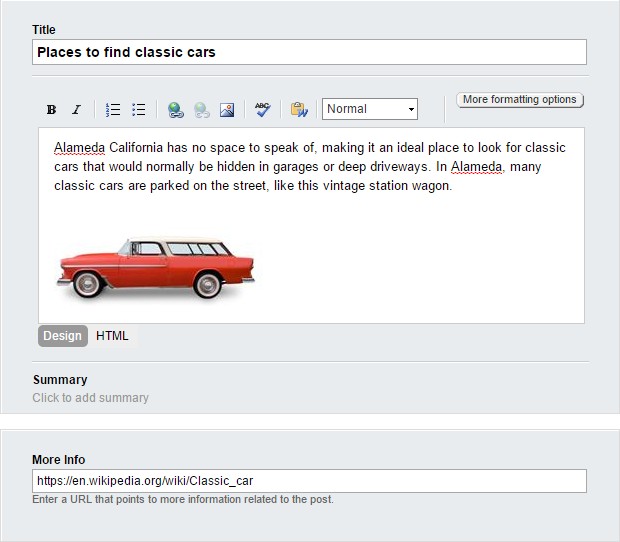 Title
Places to find classic cars
B I ABC Normal More formatting options
Alameda California has no space to speak of, making it an ideal place to look for classic
cars that would normally be hidden in garages or deep driveways. In Alameda, many
classic cars are parked on the street, like this vintage station wagon.
Design HTML
Summary
Click to add summary
More Info
https://en.wikipedia.org/wiki/Classic_car
Enter a URL that points to more information related to the post.